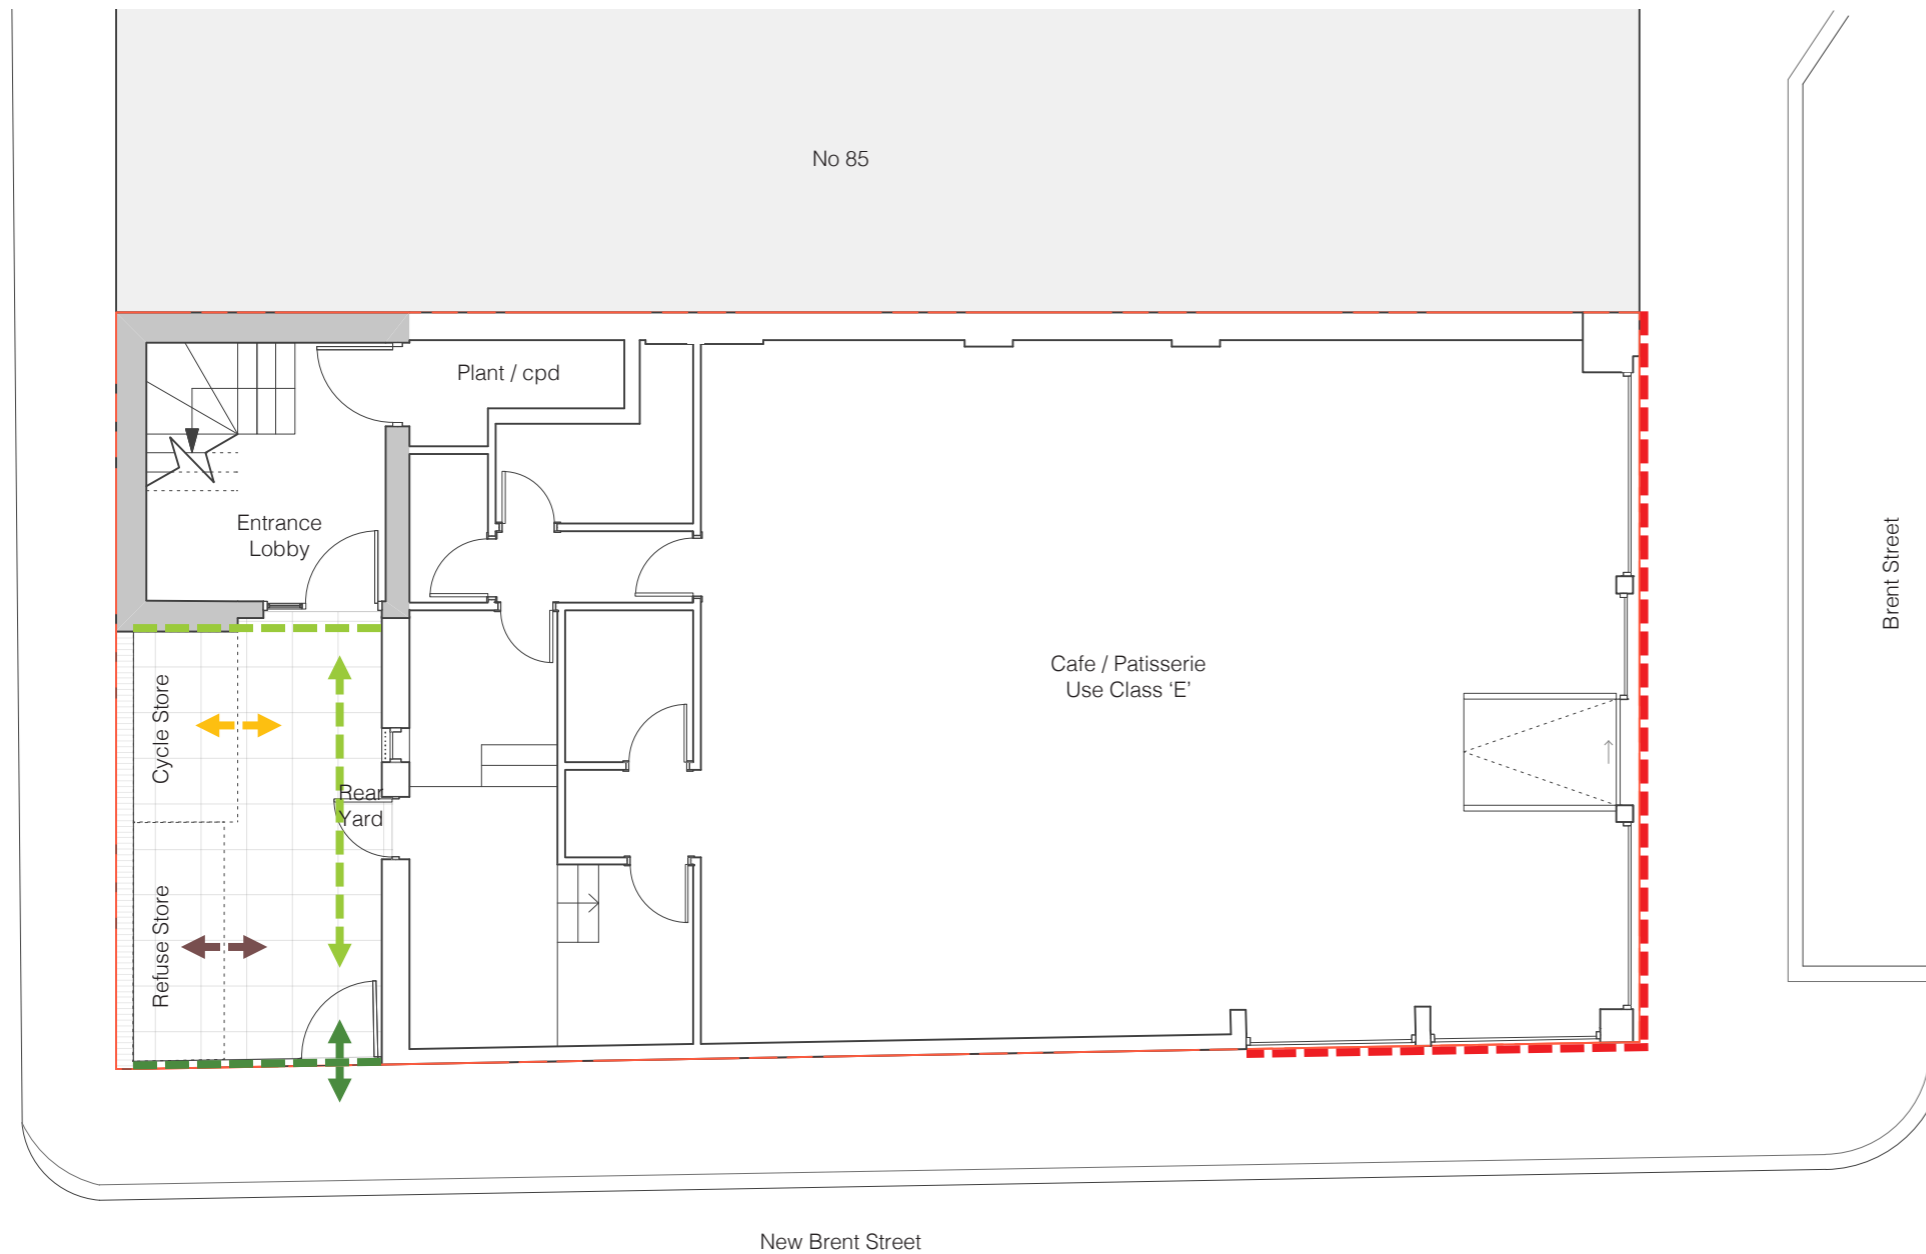 No 85
Plant / cpd
Entrance
Lobby
Cafe / Patisserie
Use Class ‘E’
Brent Street
Cycle Store
Rear
Yard
Refuse Store
New Brent Street